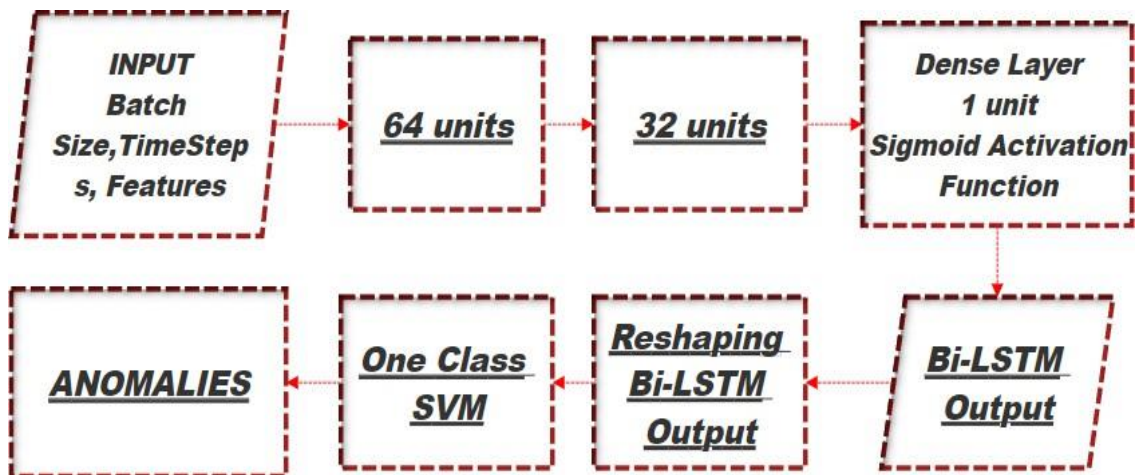 INPUT
Batch
Size,TimeStep
s, Features
64 units
32 units
Dense Layer
1 unit
Sigmoid Activation
Function
Bi-LSTM
Output
Reshaping
Bi-LSTM
Output
One Class
SVM
ANOMALIES